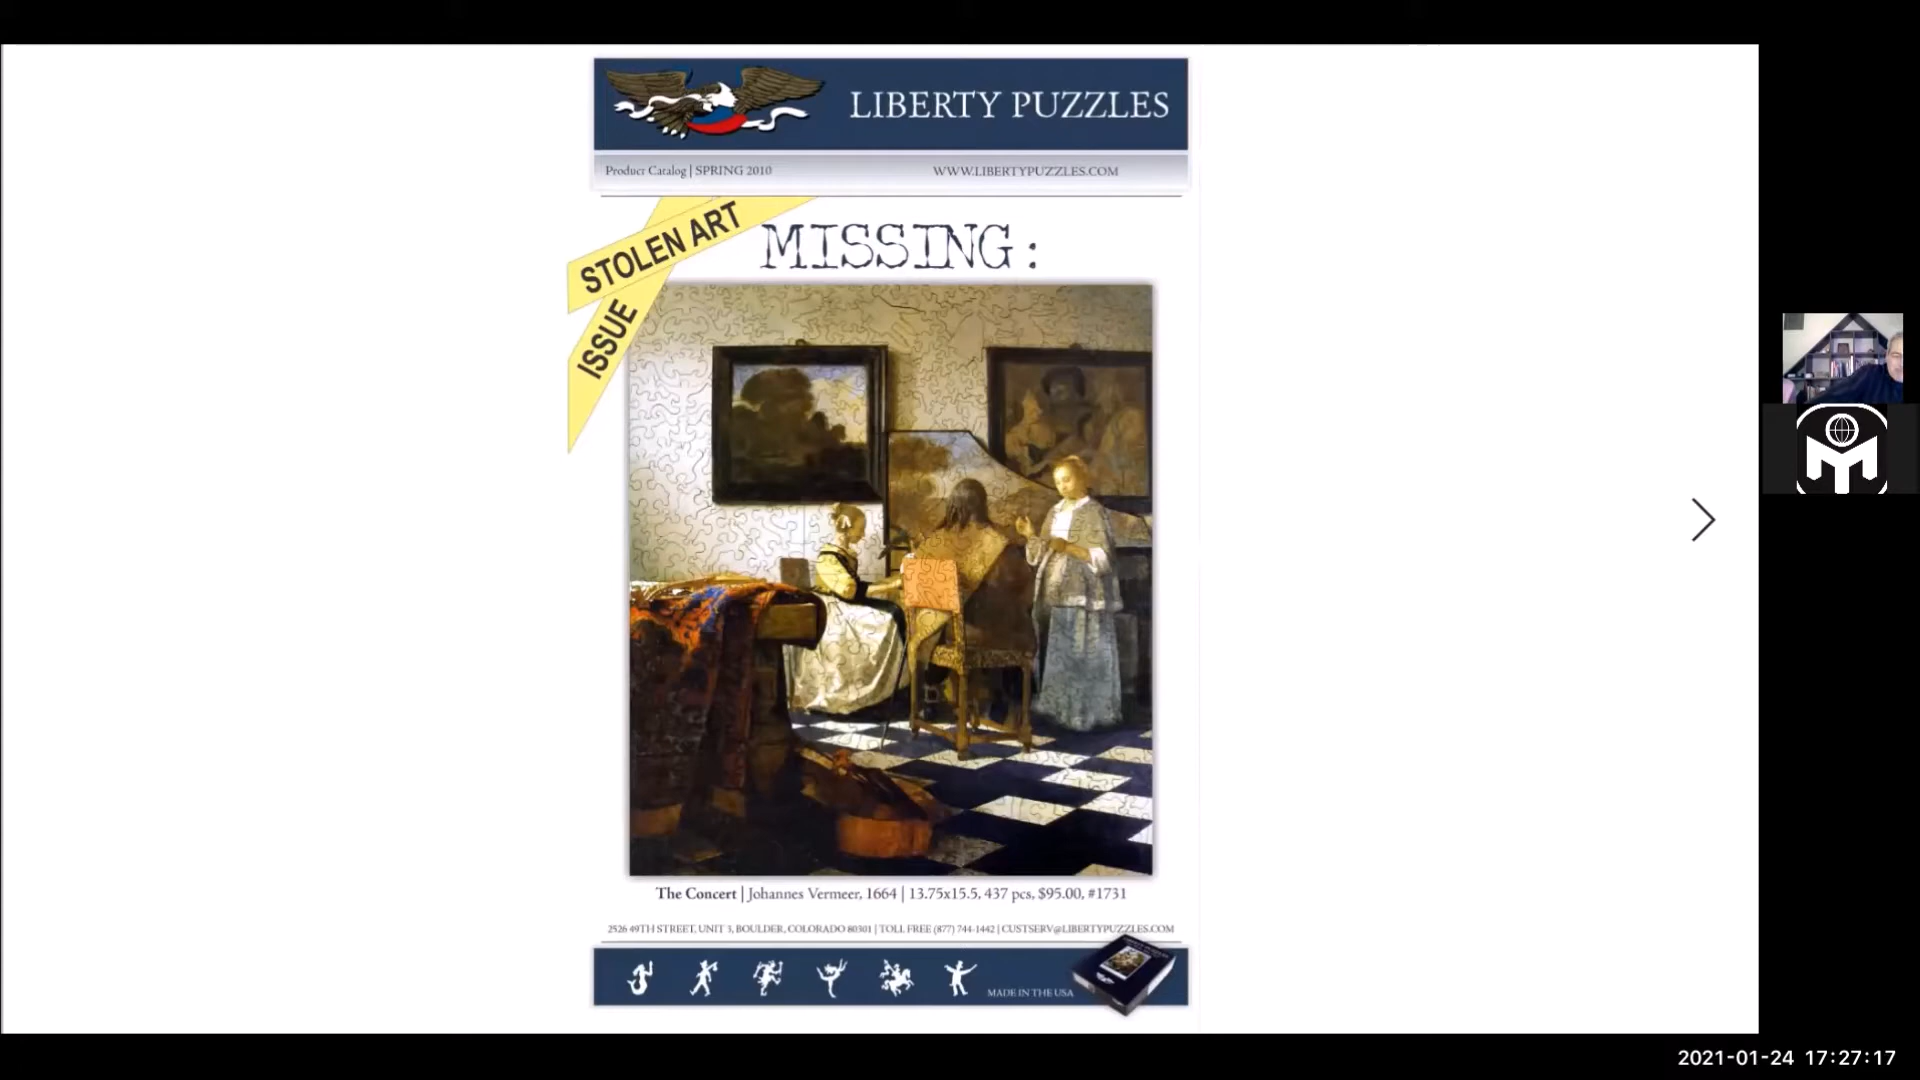 LIBERTY PUZZLES
Product Catalog | SPRING 2010
WWW.LIBERTYPUZZLES.COM
STOLEN ART
ISSUE
MISSING:
The Concert | Johannes Vermeer, 1664 | 13.75x15.5, 437 pcs, $95.00, #1731
2526 49TH STREET, UNIT 3, BOULDER, COLORADO 80301 | TOLL FREE (877) 744-1442 | CUSTSERV@LIBERTYPUZZLES.COM
MADE IN THE USA
2021-01-24 17:27:17